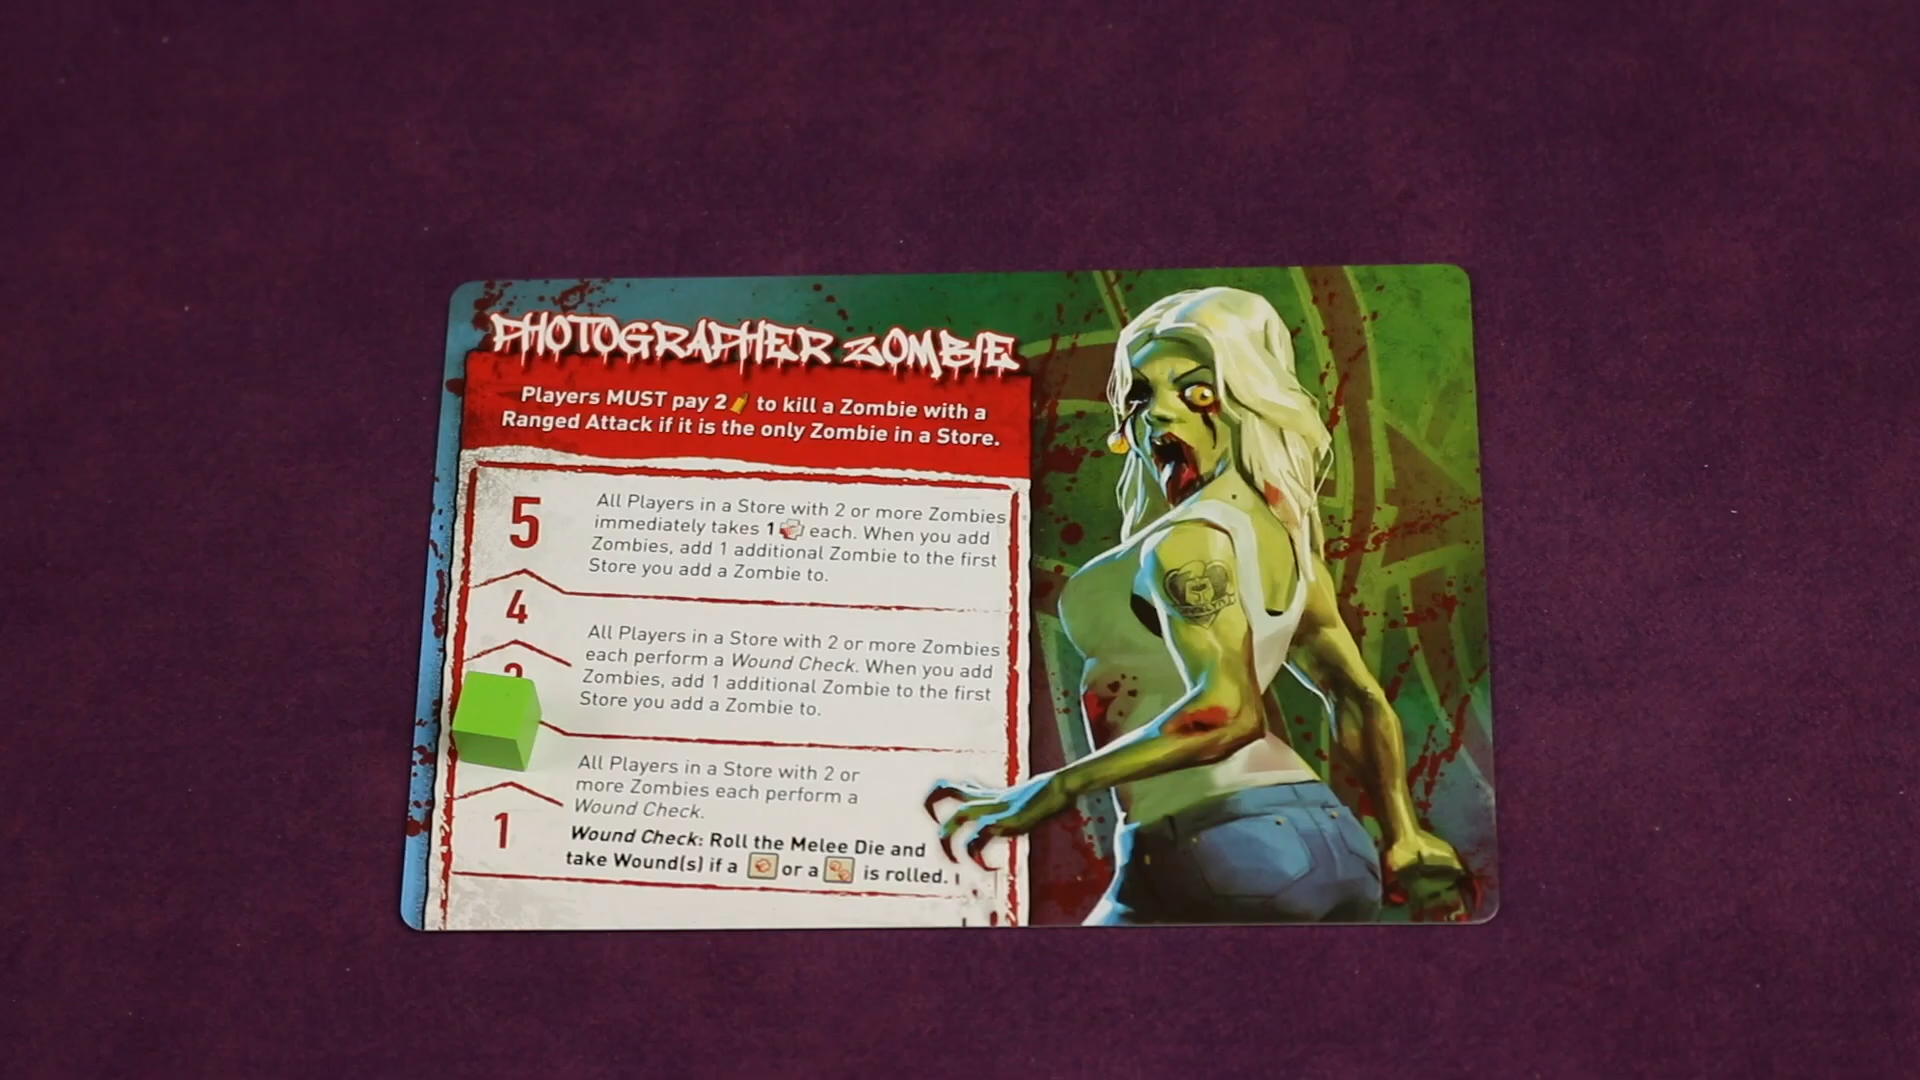 PHOTOGRAPHER ZOMBIE
Players MUST pay 2 to kill a Zombie with a
Ranged Attack if it is the only Zombie in a Store.
5
All Players in a Store with 2 or more Zombies
immediately takes 1 each. When you add
Zombies, add 1 additional Zombie to the first
Store you add a Zombie to.
4
All Players in a Store with 2 or more Zombies
each perform a Wound Check. When you add
Zombies, add 1 additional Zombie to the first
Store you add a Zombie to.
All Players in a Store with 2 or
more Zombies each perform a
Wound Check.
1
Wound Check: Roll the Melee Die and
take Wound(s) if a or a is rolled.